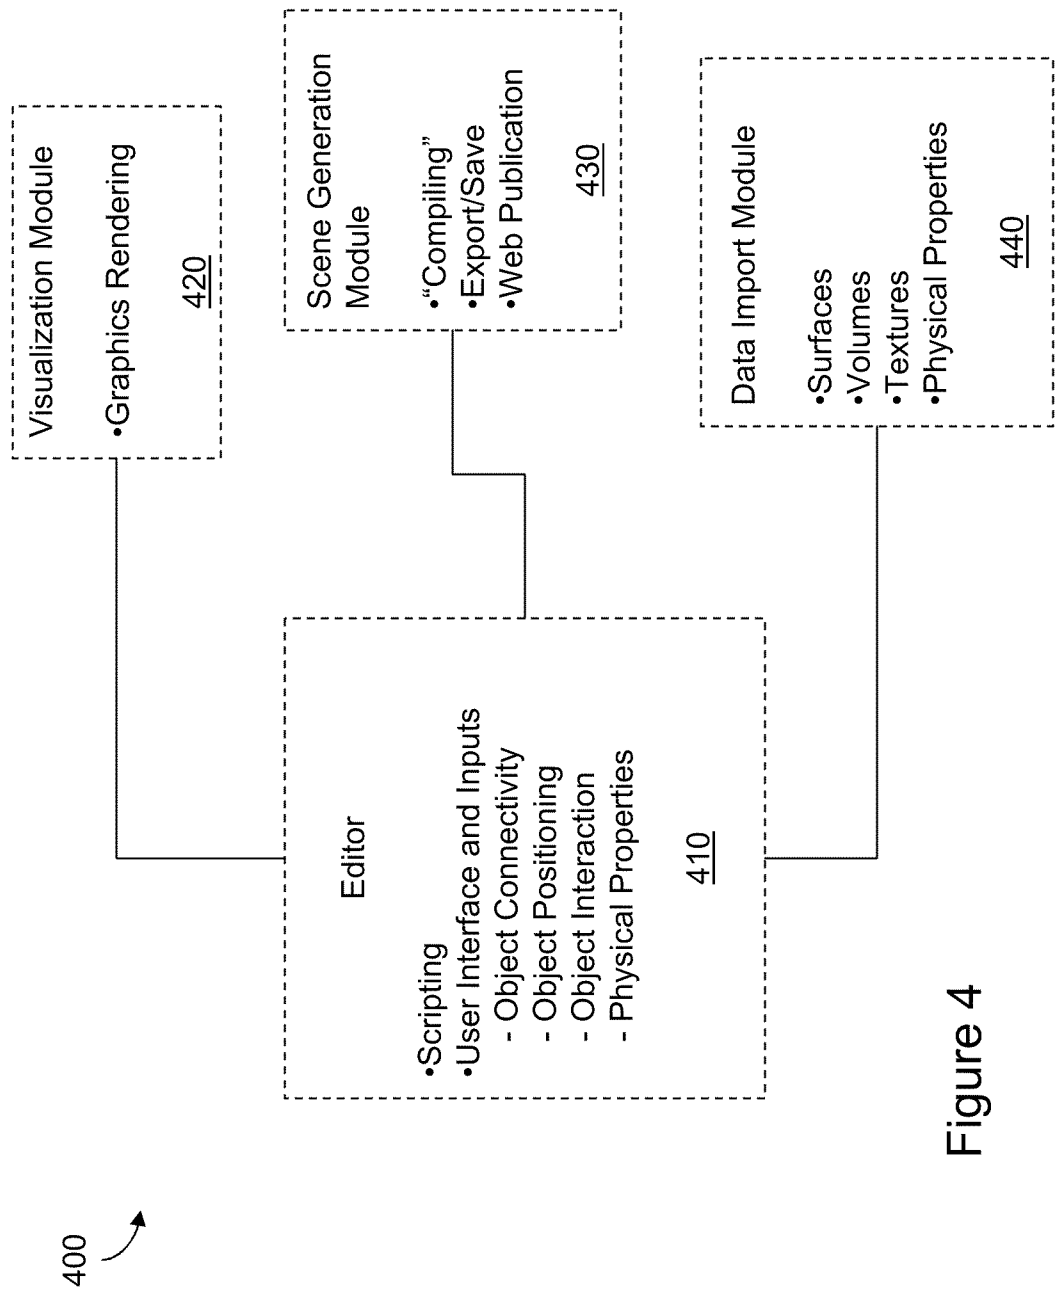 400
Editor
•Scripting
•User Interface and Inputs
- Object Connectivity
- Object Positioning
- Object Interaction
- Physical Properties
410
Visualization Module
•Graphics Rendering
420
Scene Generation
Module
•“Compiling”
•Export/Save
•Web Publication
430
Data Import Module
•Surfaces
•Volumes
•Textures
•Physical Properties
440
Figure 4